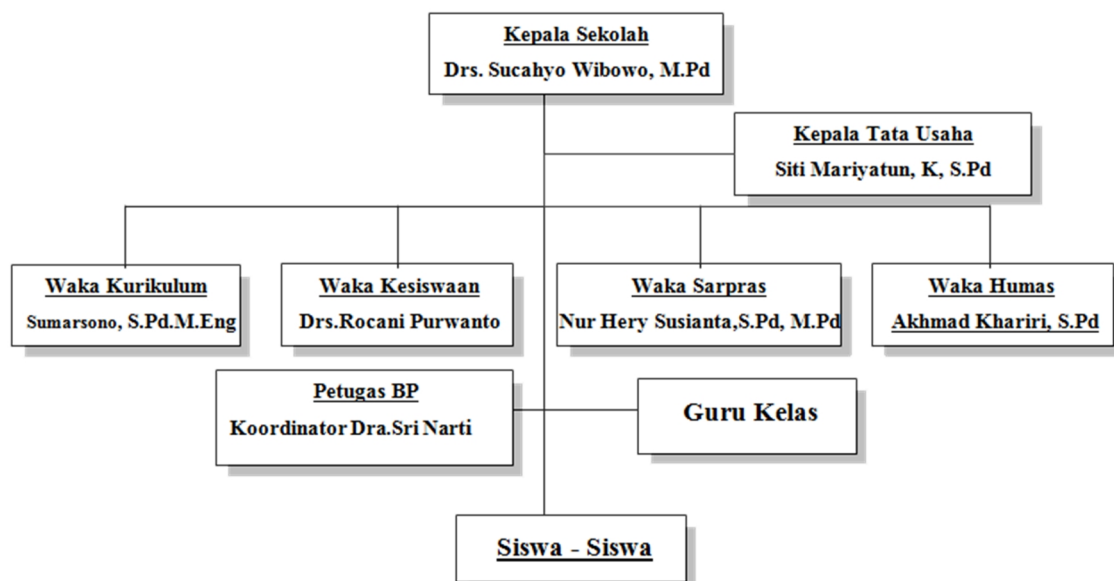 Kepala Sekolah
Drs. Sucahyo Wibowo, M.Pd
Kepala Tata Usaha
Siti Mariyatun, K, S.Pd
Waka Kurikulum
Sumarsono, S.Pd.M.Eng
Waka Kesiswaan
Drs.Rocani Purwanto
Waka Sarpras
Nur Hery Susianta,S.Pd, M.Pd
Waka Humas
Akhmad Khariri, S.Pd
Petugas BP
Koordinator Dra.Sri Narti
Guru Kelas
Siswa - Siswa